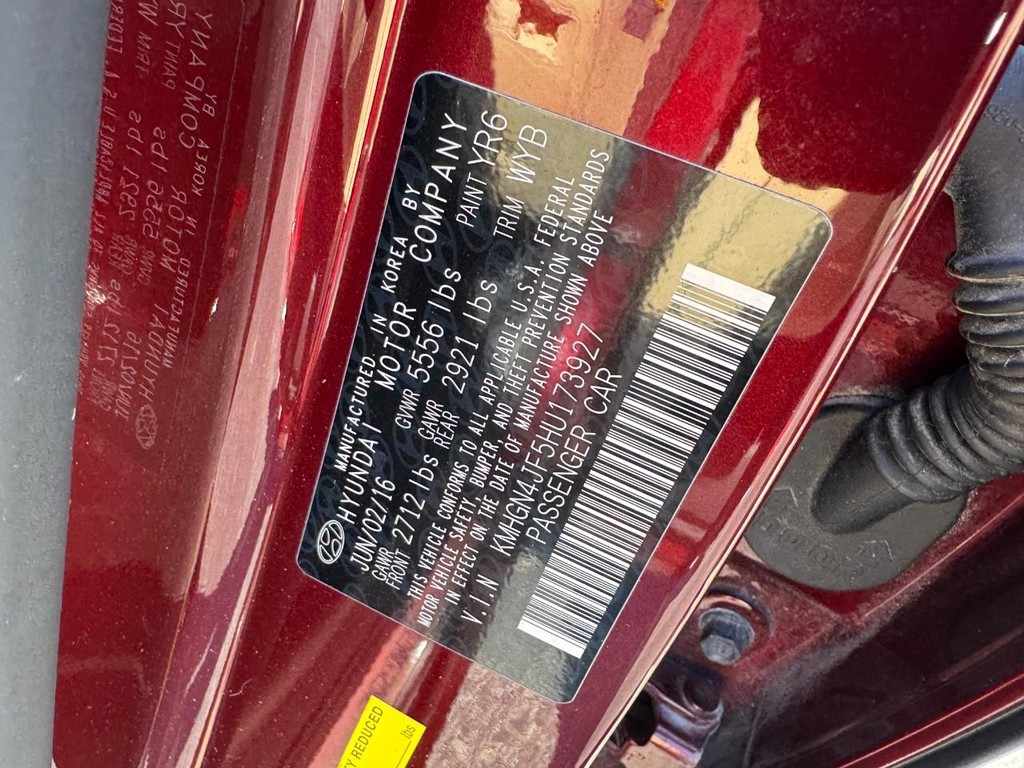 MANUFACTURED IN KOREA BY
HYUNDAI MOTOR COMPANY
JUN/02/16 GVWR 5556 lbs PAINT YR6
GAWR FRONT 2712 lbs GAWR REAR 2921 lbs TRIM WYB
THIS VEHICLE CONFORMS TO ALL APPLICABLE U.S.A. FEDERAL
MOTOR VEHICLE SAFETY, BUMPER, AND THEFT PREVENTION STANDARDS
IN EFFECT ON THE DATE OF MANUFACTURE SHOWN ABOVE
V I N KMHGN4JF5HU173927
PASSENGER CAR
REDUCED
lbs